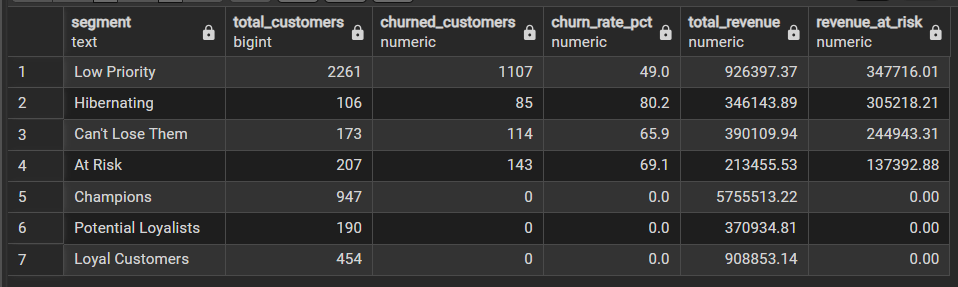 segment total_customers churned_customers churn_rate_pct total_revenue revenue_at_risk
text bigint numeric numeric numeric numeric
1 Low Priority 2261 1107 49.0 926397.37 347716.01
2 Hibernating 106 85 80.2 346143.89 305218.21
3 Can't Lose Them 173 114 65.9 390109.94 244943.31
4 At Risk 207 143 69.1 213455.53 137392.88
5 Champions 947 0 0.0 5755513.22 0.00
6 Potential Loyalists 190 0 0.0 370934.81 0.00
7 Loyal Customers 454 0 0.0 908853.14 0.00